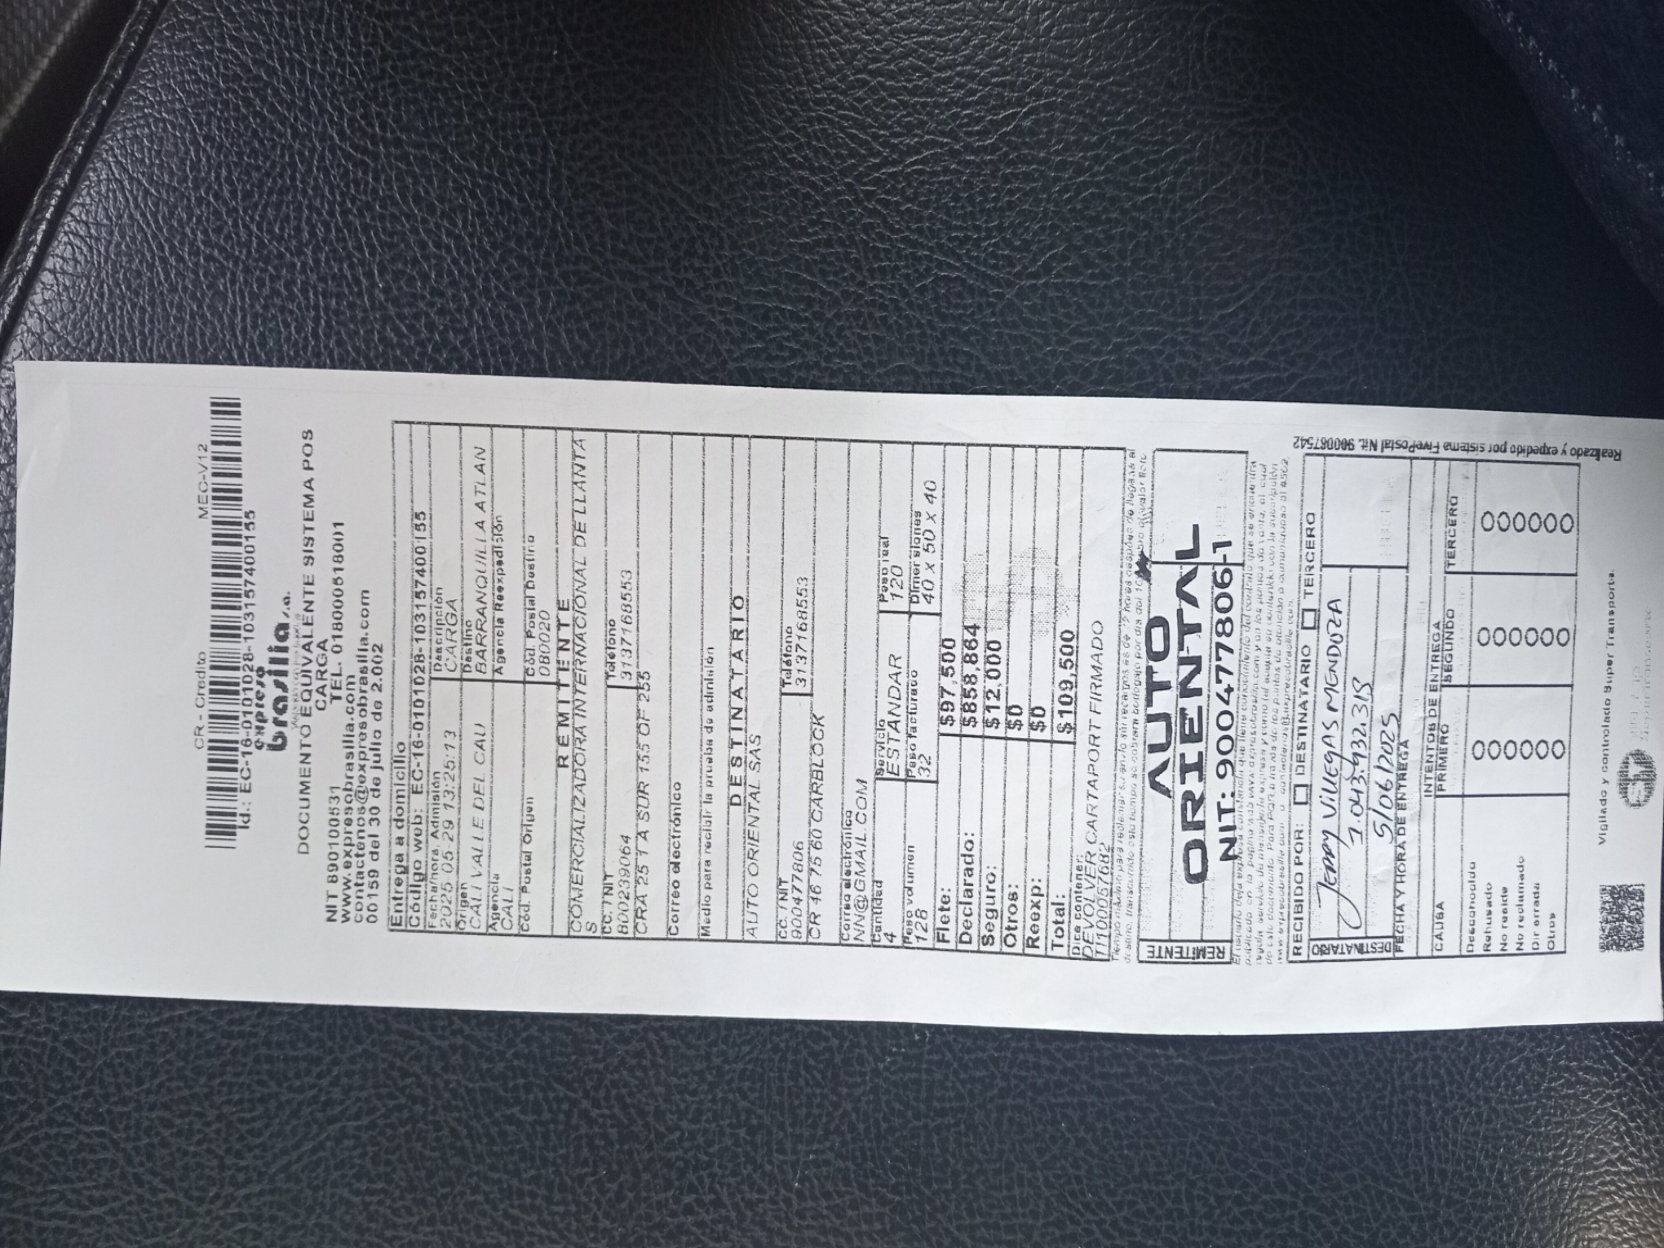 CR - Credito MEC-V12
Id.: EC-16-0101028-103157400155
expreso
brasilia s.a.
DOCUMENTO EQUIVALENTE SISTEMA POS
CARGA
NIT 890100531 TEL. 018000518001
www.expresobrasilia.com
contactenos@expresobrasilia.com
00159 del 30 de julio de 2.002
Entrega a domicilio
Código web: EC-16-0101028-103157400155
Fecha/hora Admisión Descripción
2025-05-29 13:25:13 CARGA
Origen Destino
CALI VALLE DEL CAU BARRANQUILLA ATLAN
Agencia Agencia Reexpedición
CALI
Cód. Postal Origen Cód. Postal Destino
080020
REMITENTE
COMERCIALIZADORA INTERNACIONAL DE LLANTA
S
CC. TNIT Teléfono
800239064 3137168553
CRA 25 1 A SUR 155 OF 255
Correo electrónico
Medio para recibir la prueba de admisión
DESTINATARIO
AUTO ORIENTAL SAS
CC. TNIT Teléfono
900477806 3137168553
CR 46 75 60 CARBLOCK
Correo electrónico
NN@GMAIL.COM
Cantidad Servicio Peso real
4 ESTANDAR 120
Peso volumen Peso facturado Dimensiones
128 32 40 x 50 x 40
Flete: $97,500
Declarado: $858,864
Seguro: $12,000
Otros: $0
Reexp: $0
Total: $109,500
Dice contener:
DEVOLVER CARTAPORT FIRMADO
TI100057682
REMITENTE
AUTO
ORIENTAL
NIT: 900477806-1
RECIBIDO POR: DESTINATARIO TERCERO
DESTINATARIO
Jenny Villegas Mendoza
1.043.932.318
5/06/2025
FECHA Y HORA DE ENTREGA
INTENTOS DE ENTREGA
CAUSA PRIMERO SEGUNDO TERCERO
Desconocido
Rehusado
No reside
No reclamado
Dir errada
Otros
Realizado y expedido por sistema FivePostal Nit. 900087542
Vigilado y controlado Super Transporte.